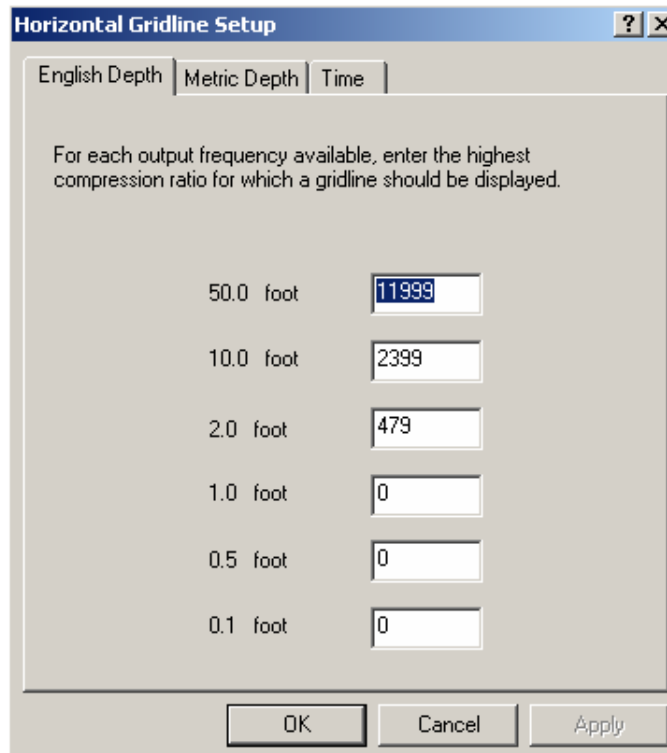 Horizontal Gridline Setup
English Depth Metric Depth Time
For each output frequency available, enter the highest
compression ratio for which a gridline should be displayed.
50.0 foot 11999
10.0 foot 2399
2.0 foot 479
1.0 foot 0
0.5 foot 0
0.1 foot 0
OK Cancel Apply